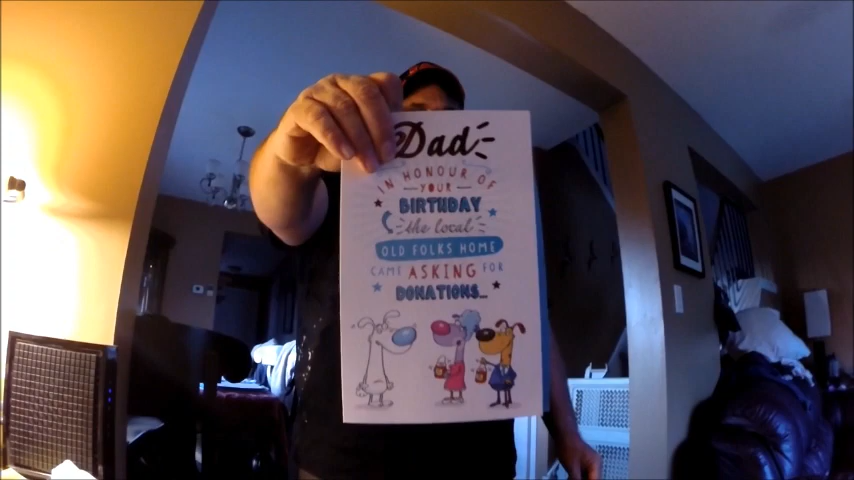 Dad
IN HONOUR OF
YOUR
BIRTHDAY
the local
OLD FOLKS HOME
CAME ASKING FOR
DONATIONS...